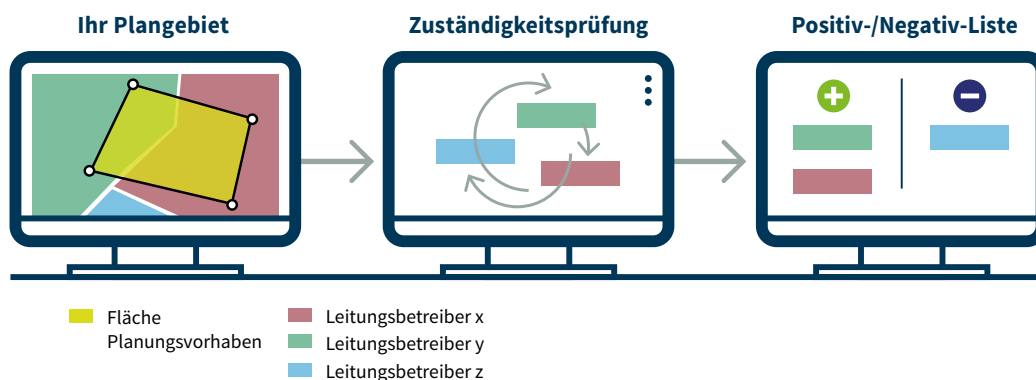 Ihr Plangebiet
Zuständigkeitsprüfung
Positiv-/Negativ-Liste
Fläche
Planungsvorhaben
Leitungsbetreiber x
Leitungsbetreiber y
Leitungsbetreiber z